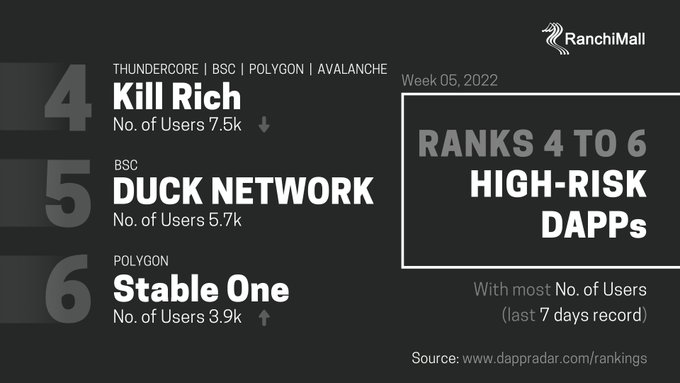 RanchiMall
4
THUNDERCORE | BSC | POLYGON | AVALANCHE
Kill Rich
No. of Users 7.5k
5
BSC
DUCK NETWORK
No. of Users 5.7k
6
POLYGON
Stable One
No. of Users 3.9k
Week 05, 2022
RANKS 4 TO 6
HIGH-RISK
DAPPs
With most No. of Users
(last 7 days record)
Source: www.dappradar.com/rankings